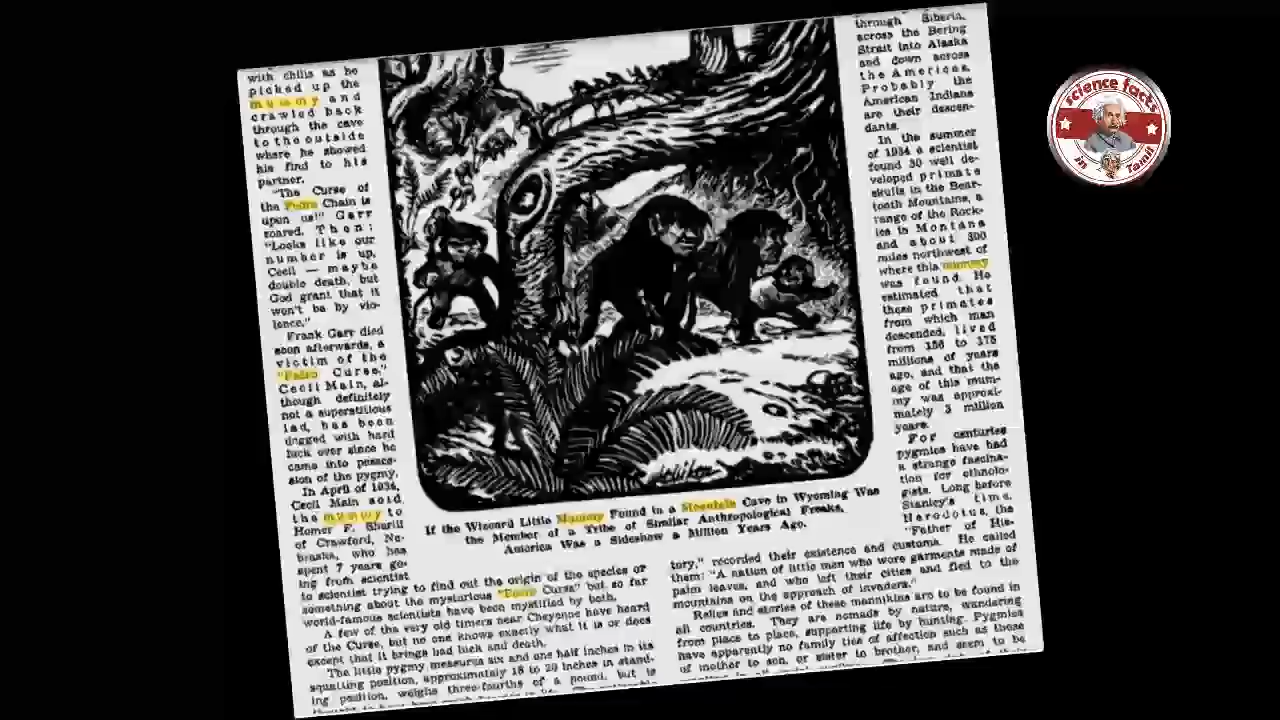 with chills as he
picked up the
mummy and
crawled back
through the cave
to the outside
where he showed
his find to his
partner.
"The Curse of
the Pedro Chain is
upon us!" Garr
roared. Then:
"Looks like our
number is up,
Cecil — maybe
double death, but
God grant that it
won't be by vio-
lence."
Frank Garr died
soon afterwards, a
victim of the
"Pedro Curse."
Cecil Main, al-
though definitely
not a superstitious
lad, has been
dogged with hard
luck ever since he
came into posses-
sion of the pygmy.
In April of 1934,
Cecil Main sold
the mummy to
Homer F. Sherill
of Crawford, Ne-
braska, who has
spent 7 years go-
ing from scientist
to scientist trying to find out the origin of the species or
something about the mysterious "Pedro Curse" but so far
world-famous scientists have been mystified by both.
A few of the very old timers near Cheyenne have heard
of the Curse, but no one knows exactly what it is or does
except that it brings bad luck and death.
The little pygmy measures six and one half inches in its
squatting position, approximately 18 to 20 inches in stand-
ing position, weighs three-fourths of a pound, but is
If the Wizened Little Mummy Found in a Mountain Cave in Wyoming Was
the Member of a Tribe of Similar Anthropological Freaks,
America Was a Sideshow a Million Years Ago.
through Siberia,
across the Bering
Strait into Alaska
and down across
the Americas.
Probably the
American Indians
are their descen-
dants.
In the summer
of 1934 a scientist
found 30 well de-
veloped primate
skulls in the Bear-
tooth Mountains, a
range of the Rock-
ies in Montana
and about 300
miles northwest of
where this mummy
was found. He
estimated that
these primates
from which man
descended, lived
from 156 to 175
millions of years
ago, and that the
age of this mum-
my was approxi-
mately 3 million
years.
For centuries
pygmies have had
a strange fascina-
tion for ethnolo-
gists. Long before
Stanley's time,
Herodotus, the
"Father of His-
tory," recorded their existence and customs. He called
them: "A nation of little men who wore garments made of
palm leaves, and who left their cities and fled to the
mountains on the approach of invaders."
Relics and stories of these mannikins are to be found in
all countries. They are nomads by nature, wandering
from place to place, supporting life by hunting. Pygmies
have apparently no family ties of affection such as those
of mother to son, or sister to brother, and seem to be
science facts
in Tamil